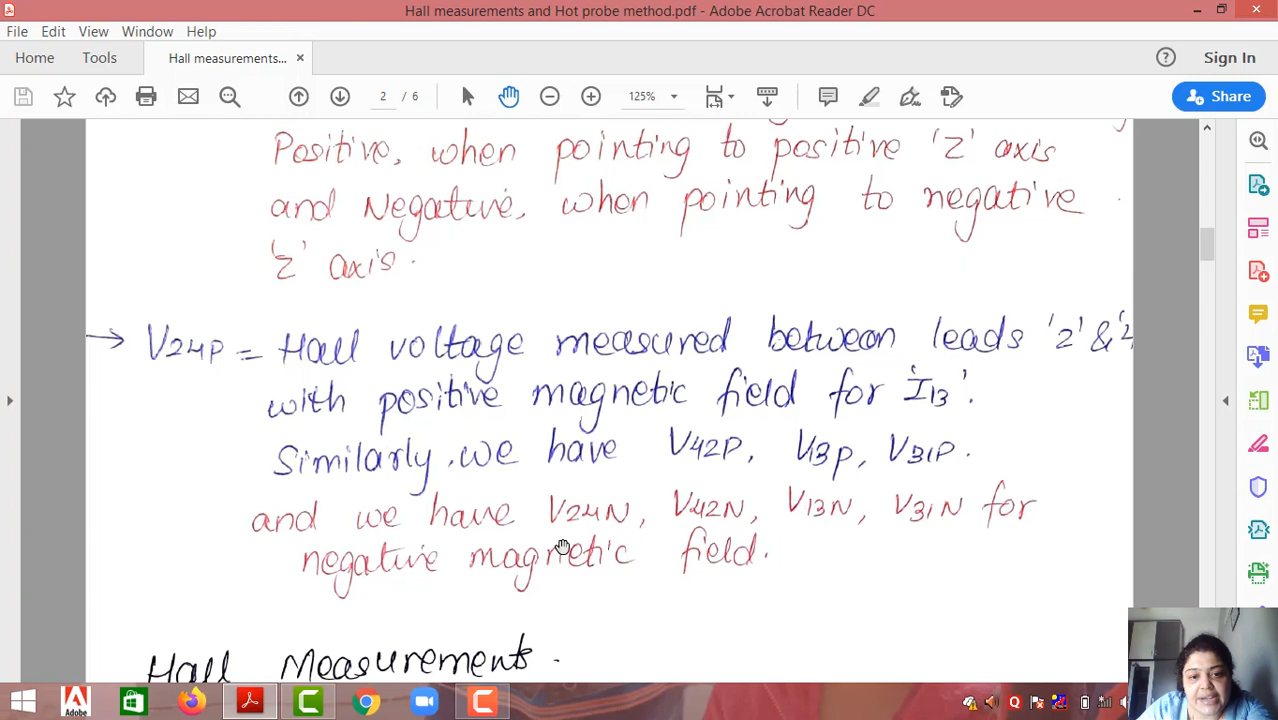 Hall measurements and Hot probe method.pdf - Adobe Acrobat Reader DC
File Edit View Window Help
Home Tools Hall measurements... ×
Sign In
2 / 6 125% Share
Positive, when pointing to positive 'Z' axis
and Negative, when pointing to negative
'Z' axis.
→ V24P = Hall voltage measured between leads '2' &
with positive magnetic field for 'I13'.
Similarly, we have V42P, V13P, V31P.
and we have V24N, V42N, V13N, V31N for
negative magnetic field.
Hall Measurements.
Adobe